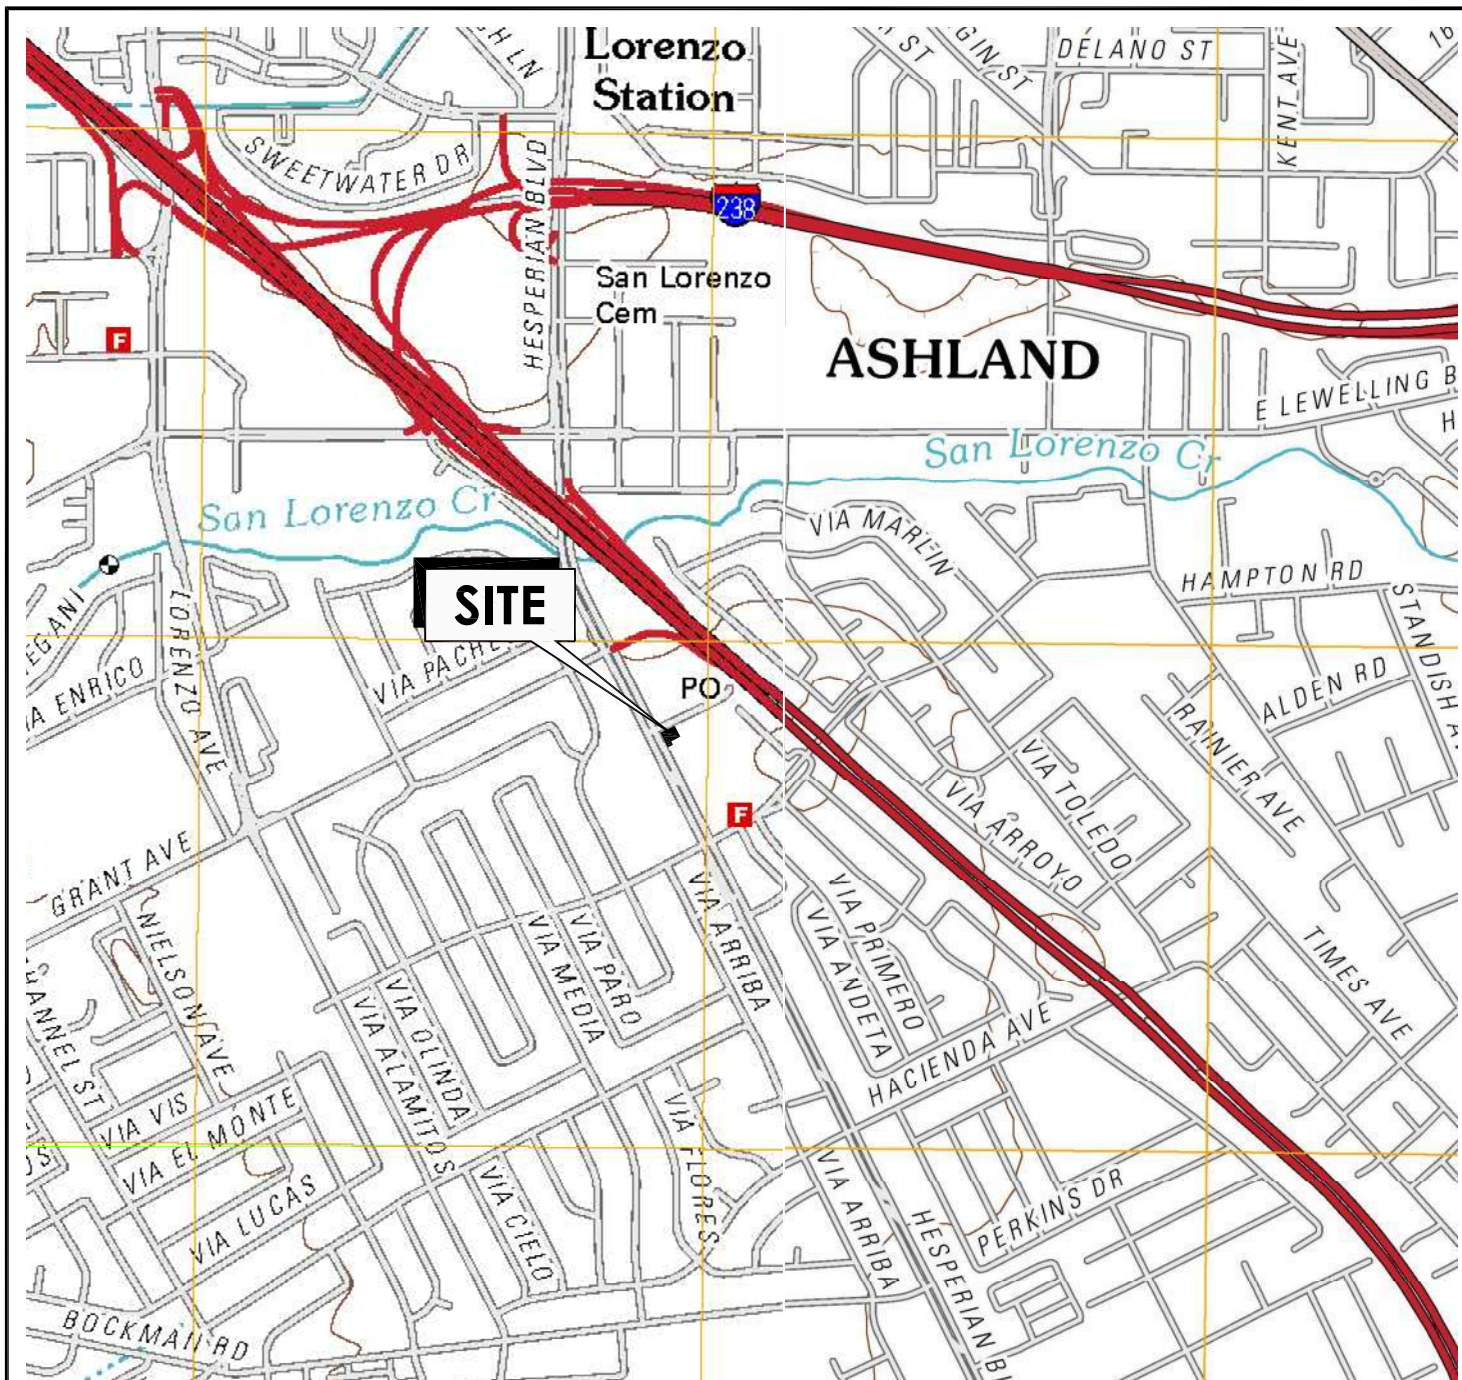 Lorenzo
Station
DELANO ST
KENT AVE
SWEETWATER DR
HESPERIAN BLVD
238
San Lorenzo
Cem
F
ASHLAND
E LEWELLING B
San Lorenzo Cr
San Lorenzo Cr
VIA MARLIN
HAMPTON RD
SITE
EGANI
LORENZO AVE
STANDISH AV
VIA PACHE
IA ENRICO
PO
ALDEN RD
RAINIER AVE
VIA TOLEDO
VIA ARROYO
F
GRANT AVE
VIA ARRIBA
VIA PRIMERO
VIA ANDETA
VIA PARO
VIA MEDIA
NIELSON AVE
TIMES AVE
VIA OLINDA
VIA ALAMITOS
HACIENDA AVE
ANNEL ST
VIA VIS
VIA EL MONTE
VIA FLORES
VIA LUCAS
VIA CIELO
VIA ARRIBA
PERKINS DR
HESPERIAN B
BOCKMAN RD